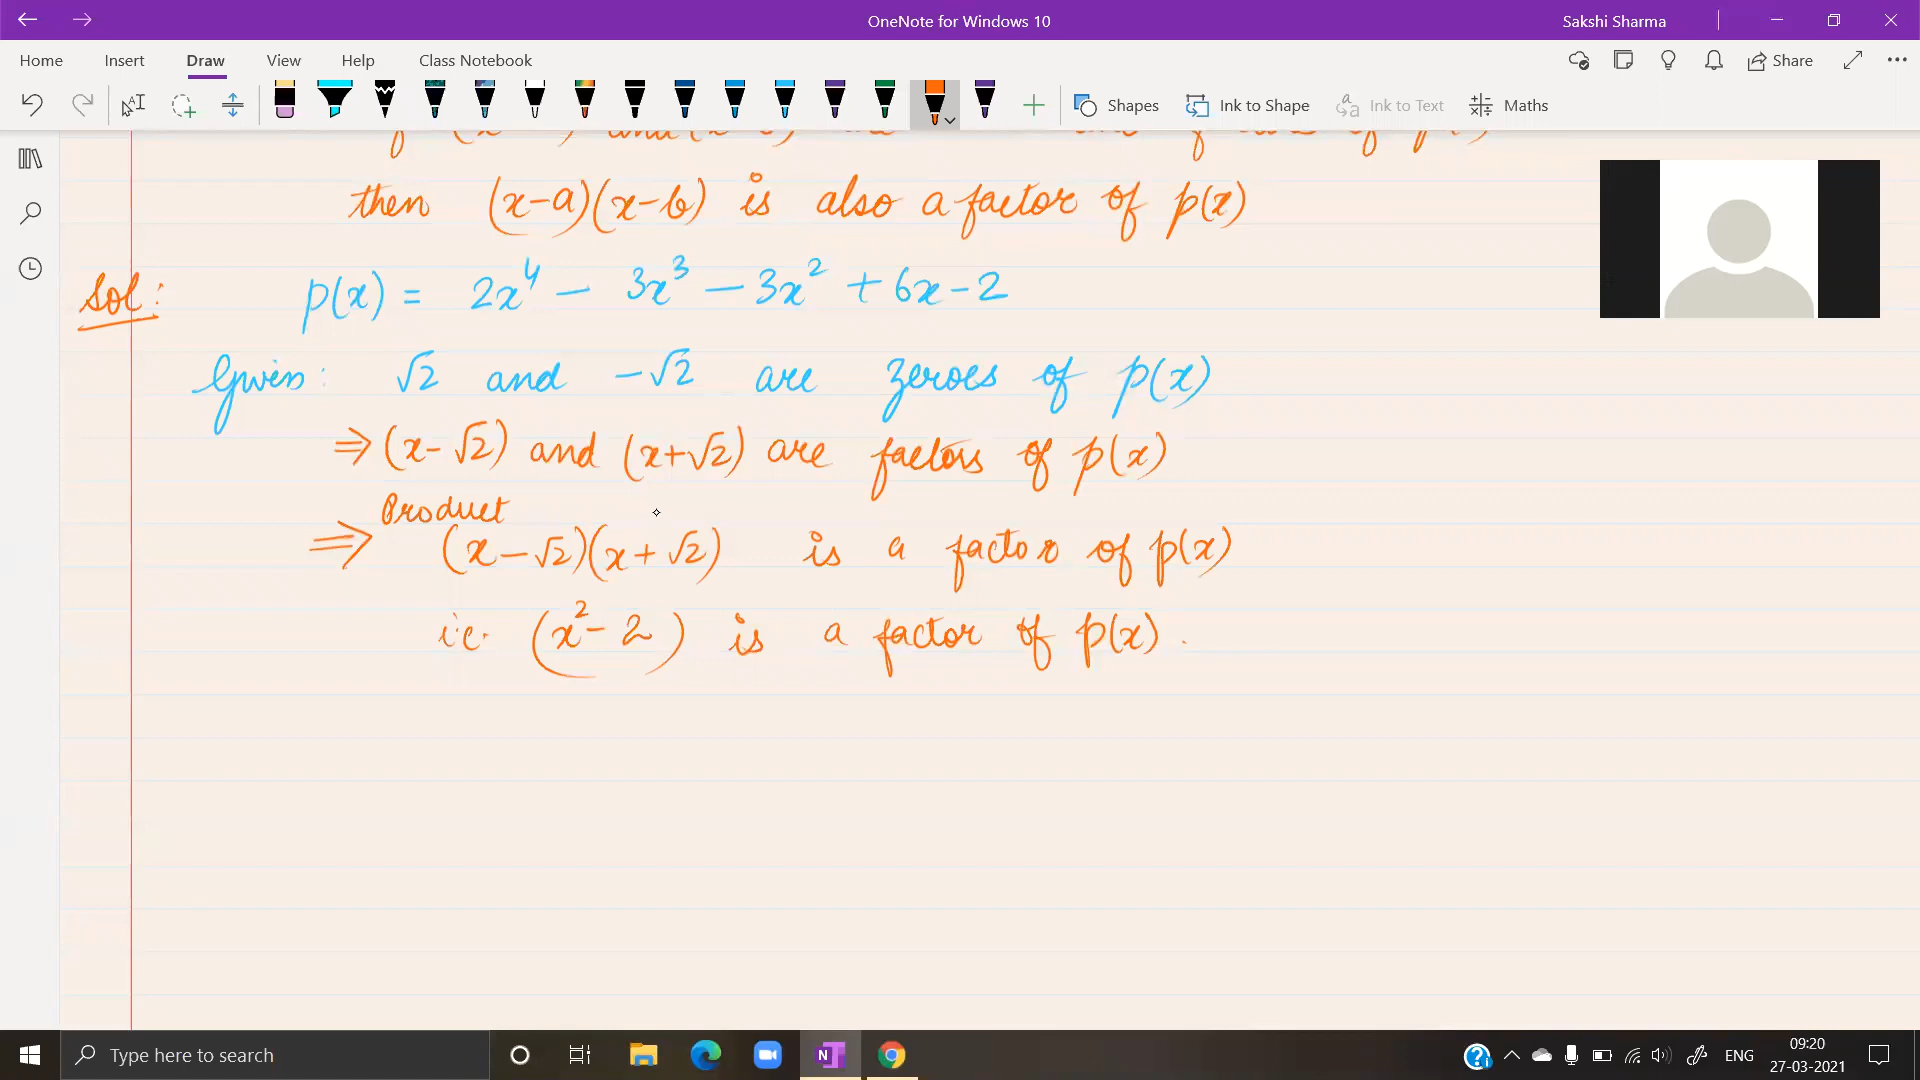 OneNote for Windows 10
Sakshi Sharma
Home Insert Draw View Help Class Notebook
Share
Shapes Ink to Shape Ink to Text Maths
then (x-a)(x-b) is also a factor of p(x)
Sol: p(x) = 2x⁴ - 3x³ - 3x² + 6x - 2
Given: √2 and -√2 are zeroes of p(x)
⇒ (x-√2) and (x+√2) are factors of p(x)
Product
⇒ (x-√2)(x+√2) is a factor of p(x)
i.e. (x²-2) is a factor of p(x).
Type here to search
N
ENG
09:20
27-03-2021